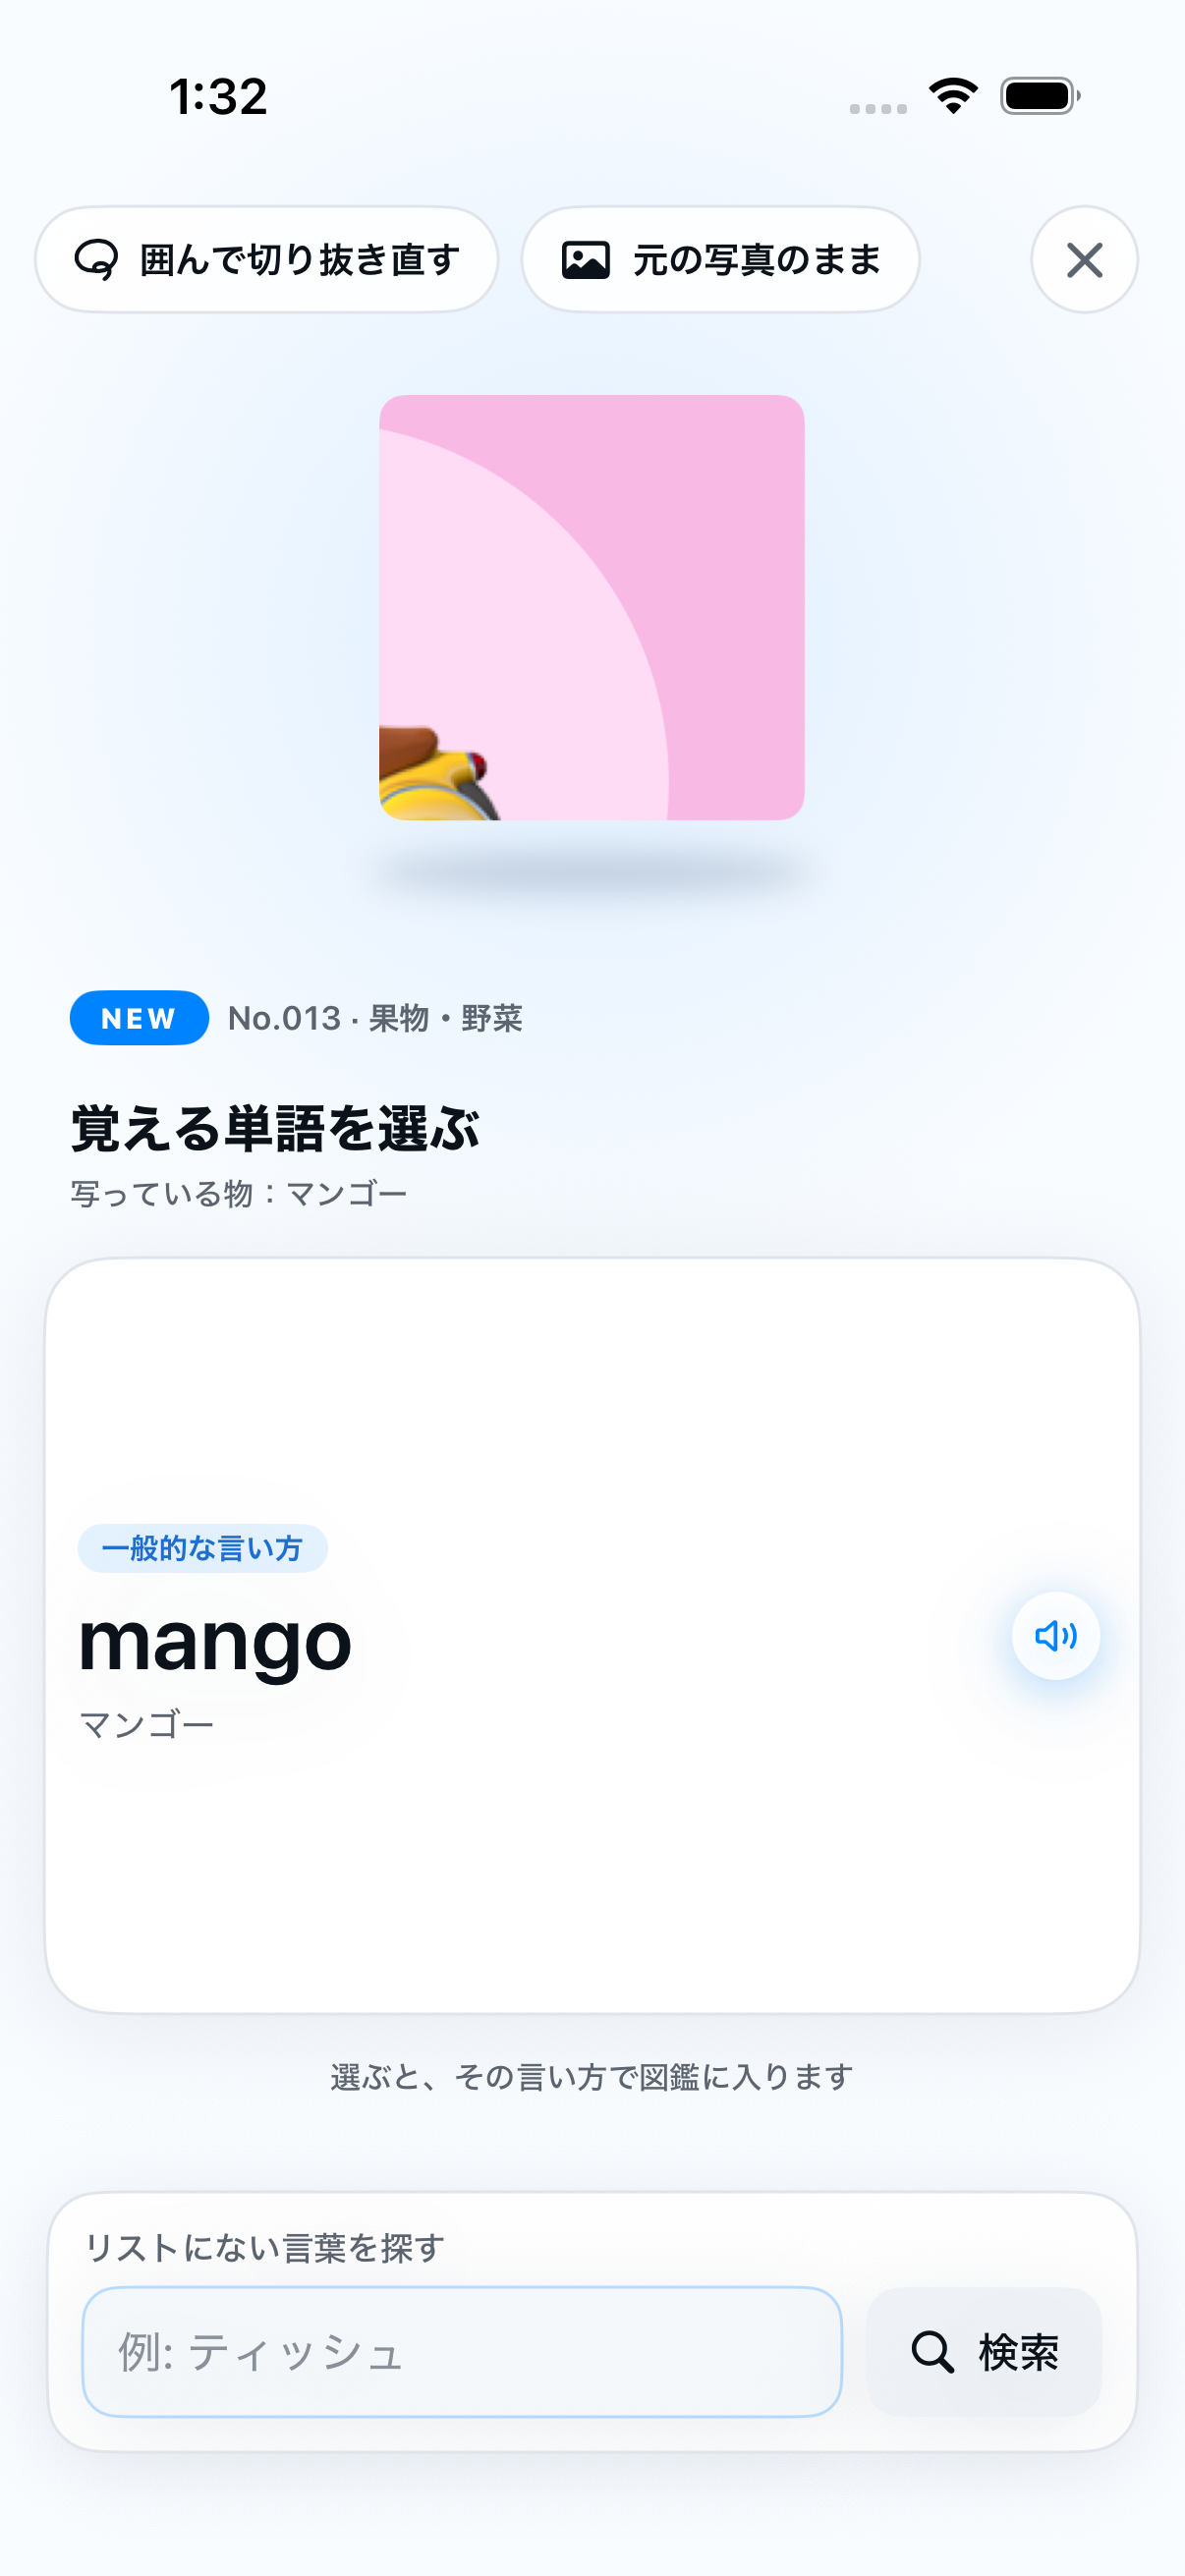 1:32
囲んで切り抜き直す
元の写真のまま
NEW No.013 · 果物・野菜
覚える単語を選ぶ
写っている物：マンゴー
一般的な言い方
mango
マンゴー
選ぶと、その言い方で図鑑に入ります
リストにない言葉を探す
例: ティッシュ
検索